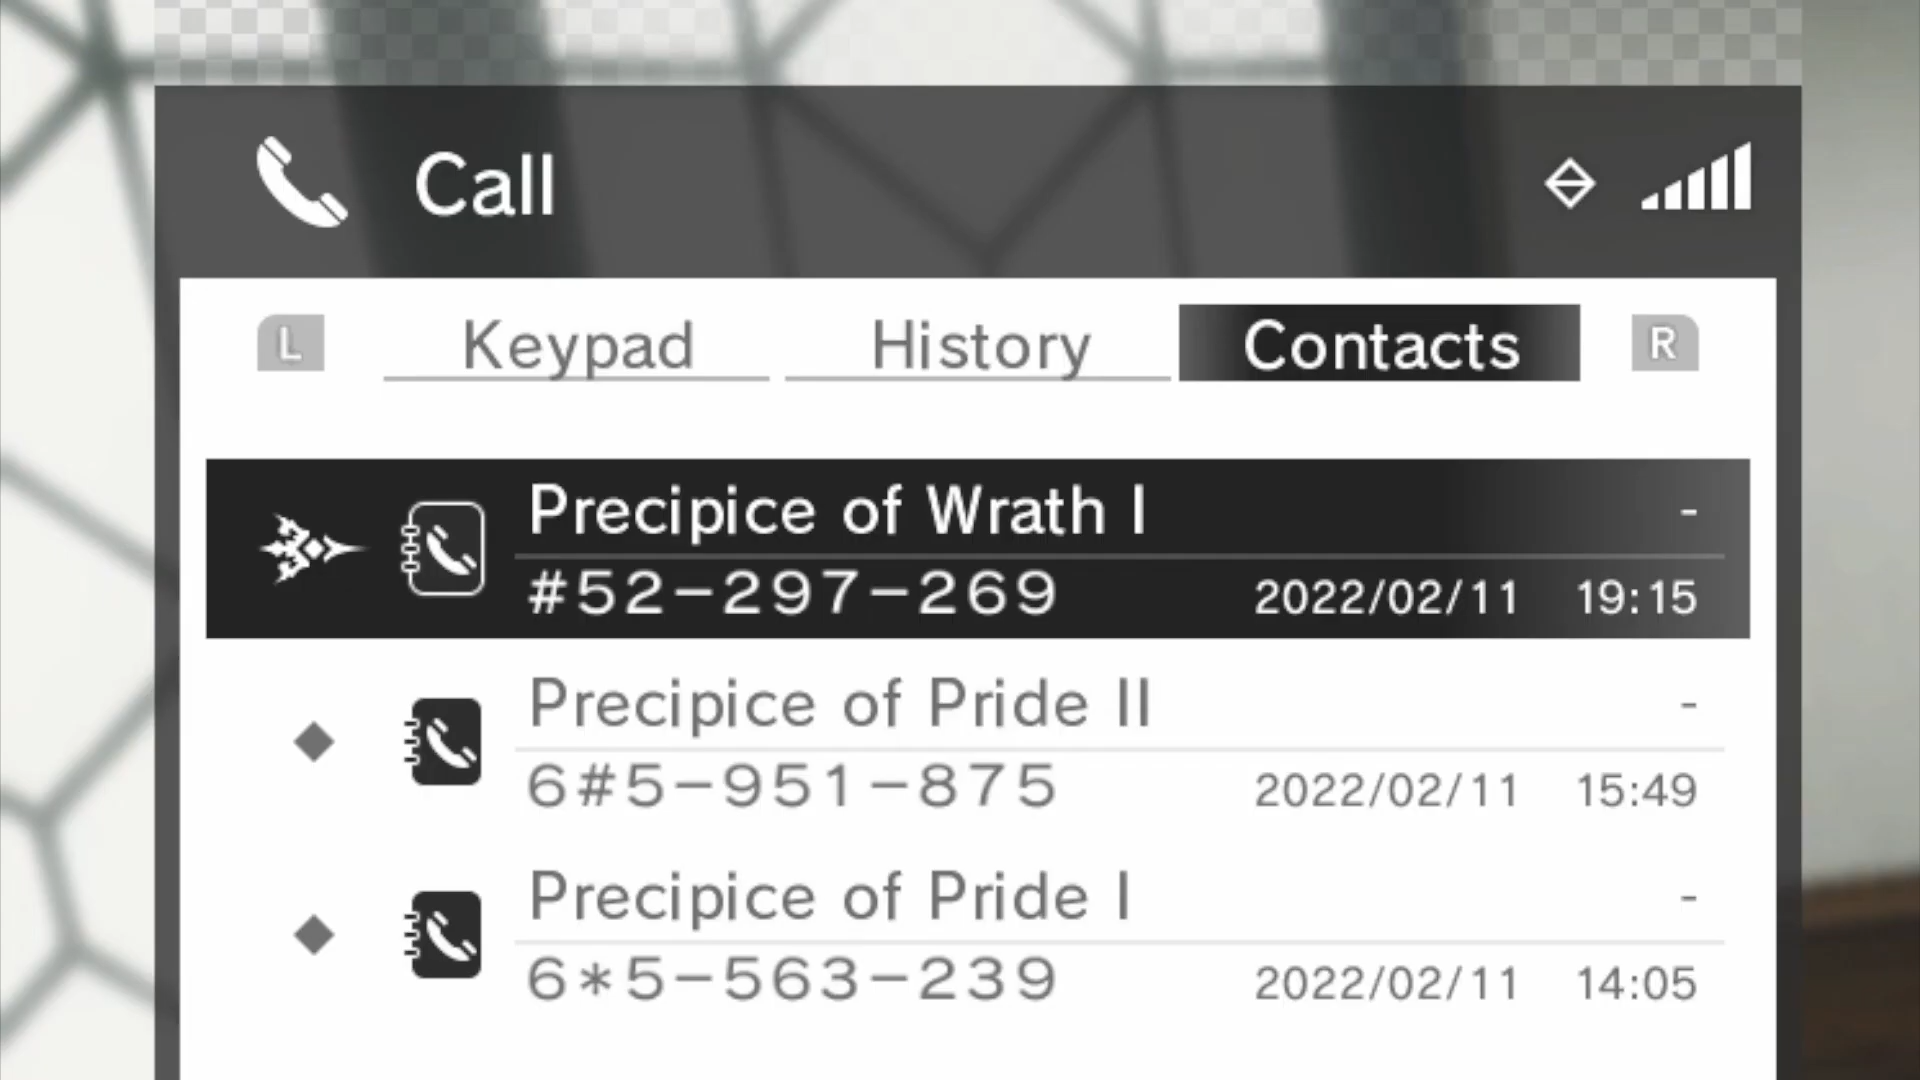 Call
L Keypad History Contacts R
Precipice of Wrath I -
#52-297-269 2022/02/11 19:15
Precipice of Pride II -
6#5-951-875 2022/02/11 15:49
Precipice of Pride I -
6*5-563-239 2022/02/11 14:05